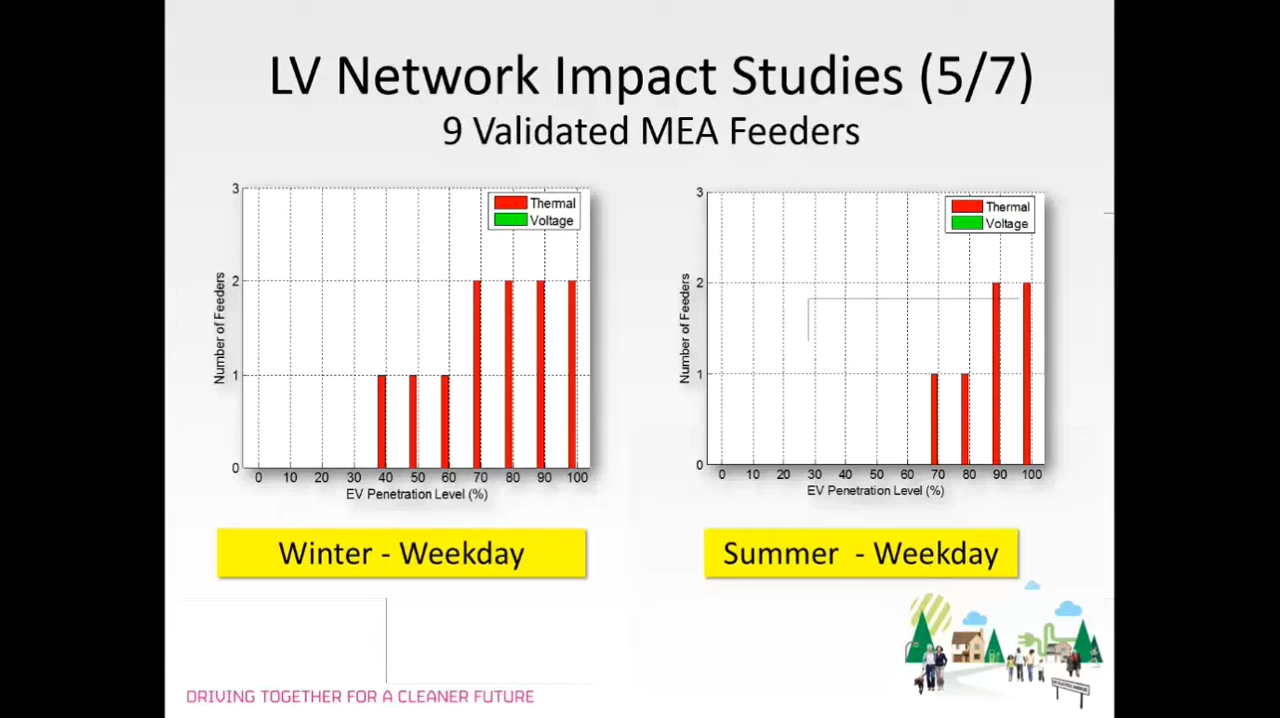 LV Network Impact Studies (5/7)
9 Validated MEA Feeders
3
2
1
0
Number of Feeders
Thermal
Voltage
0 10 20 30 40 50 60 70 80 90 100
EV Penetration Level (%)
3
2
1
0
Number of Feeders
Thermal
Voltage
0 10 20 30 40 50 60 70 80 90 100
EV Penetration Level (%)
Winter - Weekday
Summer - Weekday
DRIVING TOGETHER FOR A CLEANER FUTURE